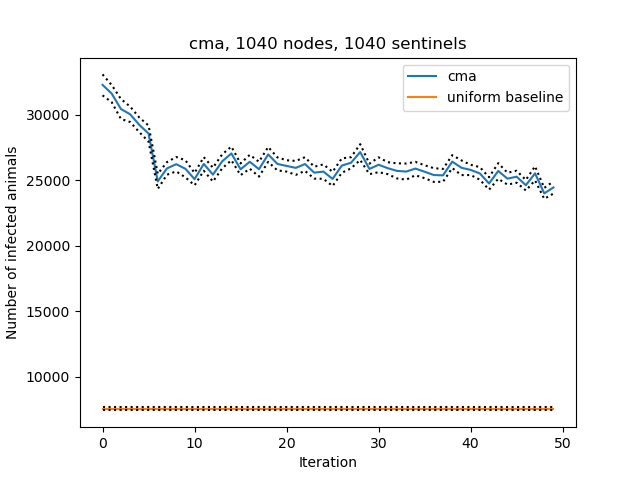 cma, 1040 nodes, 1040 sentinels
cma
uniform baseline
30000
25000
20000
15000
10000
Number of infected animals
0 10 20 30 40 50
Iteration